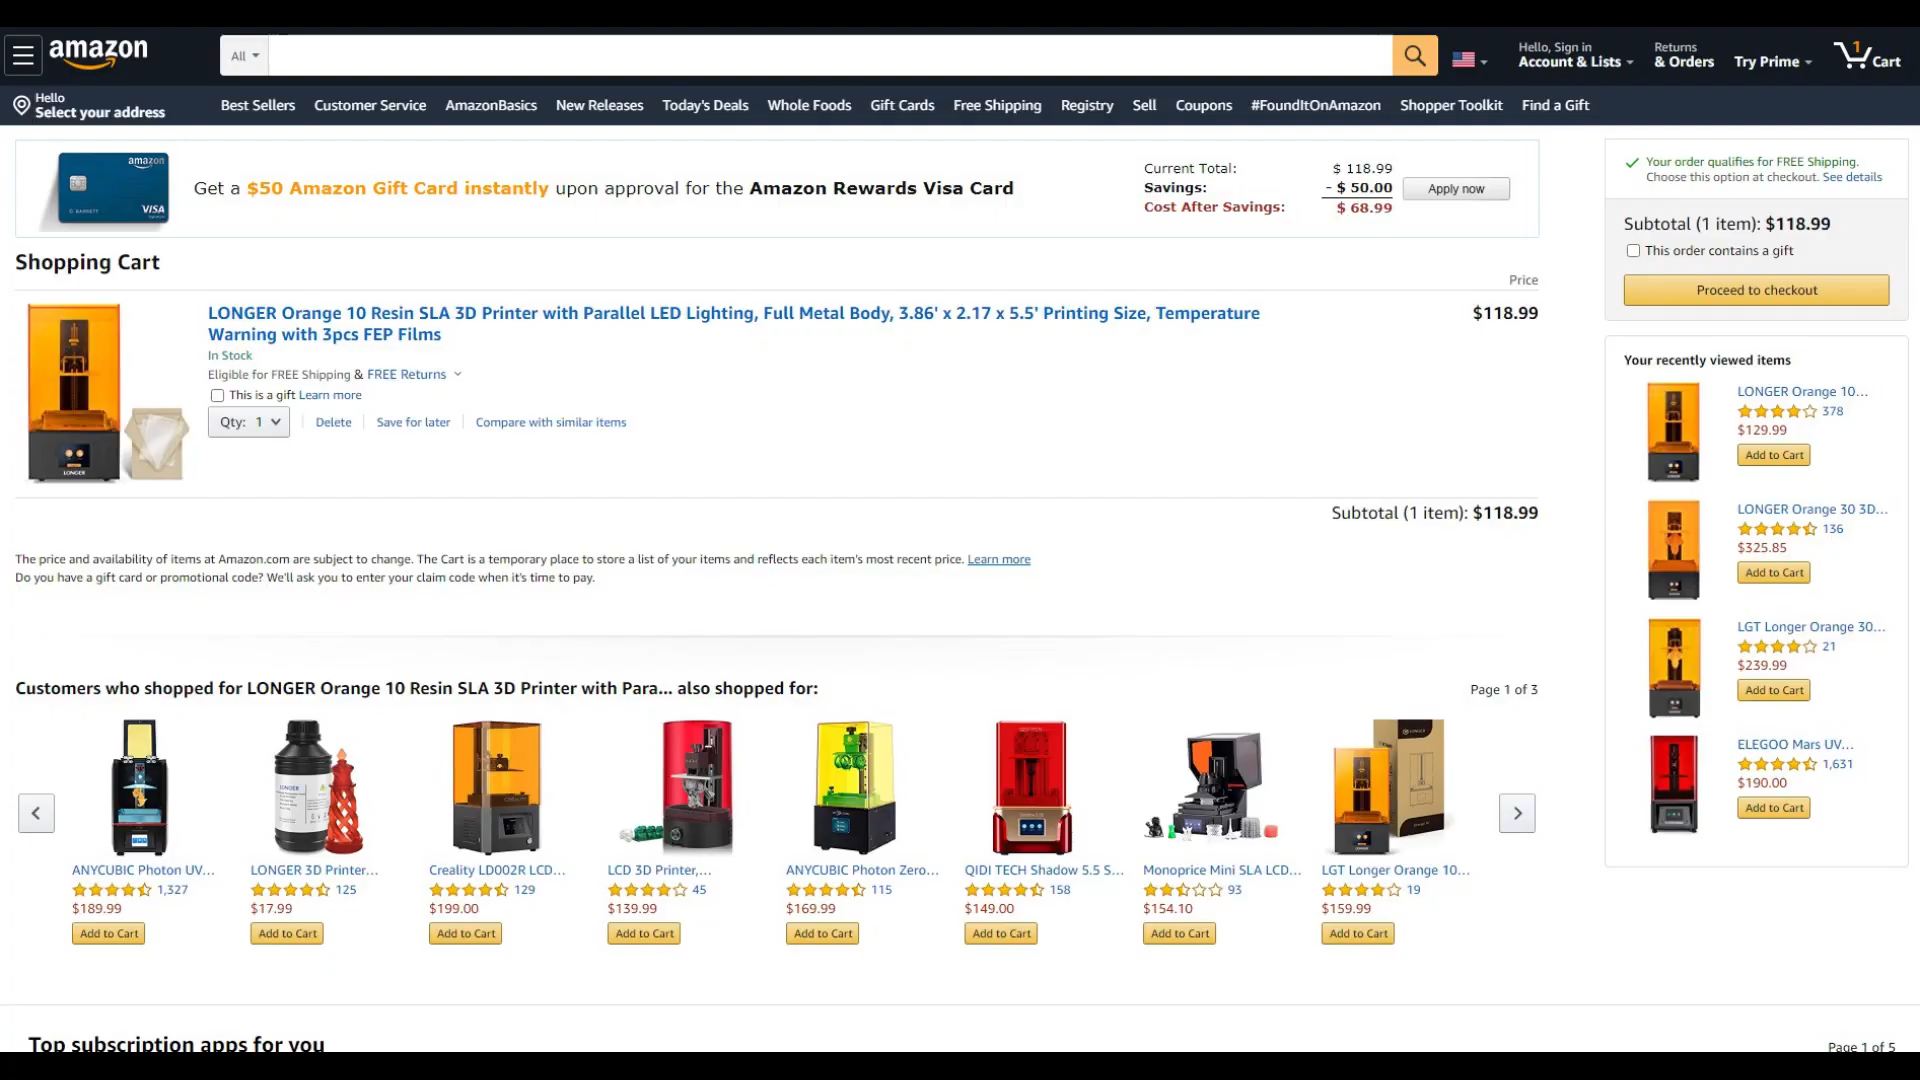 amazon
All
Hello, Sign in
Account & Lists
Returns
& Orders
Try Prime
1
Cart
Hello
Select your address
Best Sellers
Customer Service
AmazonBasics
New Releases
Today's Deals
Whole Foods
Gift Cards
Free Shipping
Registry
Sell
Coupons
#FoundItOnAmazon
Shopper Toolkit
Find a Gift
amazon
VISA
Get a $50 Amazon Gift Card instantly upon approval for the Amazon Rewards Visa Card
Current Total: $ 118.99
Savings: - $ 50.00
Cost After Savings: $ 68.99
Apply now
Your order qualifies for FREE Shipping.
Choose this option at checkout. See details
Subtotal (1 item): $118.99
This order contains a gift
Proceed to checkout
Shopping Cart
Price
LONGER Orange 10 Resin SLA 3D Printer with Parallel LED Lighting, Full Metal Body, 3.86' x 2.17 x 5.5' Printing Size, Temperature
Warning with 3pcs FEP Films
$118.99
In Stock
Eligible for FREE Shipping & FREE Returns
This is a gift Learn more
Qty: 1
Delete
Save for later
Compare with similar items
LONGER
Subtotal (1 item): $118.99
The price and availability of items at Amazon.com are subject to change. The Cart is a temporary place to store a list of your items and reflects each item's most recent price. Learn more
Do you have a gift card or promotional code? We'll ask you to enter your claim code when it's time to pay.
Your recently viewed items
LONGER Orange 10...
378
$129.99
Add to Cart
LONGER Orange 30 3D...
136
$325.85
Add to Cart
LGT Longer Orange 30...
21
$239.99
Add to Cart
ELEGOO Mars UV...
1,631
$190.00
Add to Cart
Customers who shopped for LONGER Orange 10 Resin SLA 3D Printer with Para... also shopped for:
Page 1 of 3
ANYCUBIC Photon UV...
1,327
$189.99
Add to Cart
LONGER 3D Printer...
125
$17.99
Add to Cart
Creality LD002R LCD...
129
$199.00
Add to Cart
LCD 3D Printer,...
45
$139.99
Add to Cart
ANYCUBIC Photon Zero...
115
$169.99
Add to Cart
QIDI TECH Shadow 5.5 S...
158
$149.00
Add to Cart
Monoprice Mini SLA LCD...
93
$154.10
Add to Cart
LGT Longer Orange 10...
19
$159.99
Add to Cart
Top subscription apps for you
Page 1 of 5